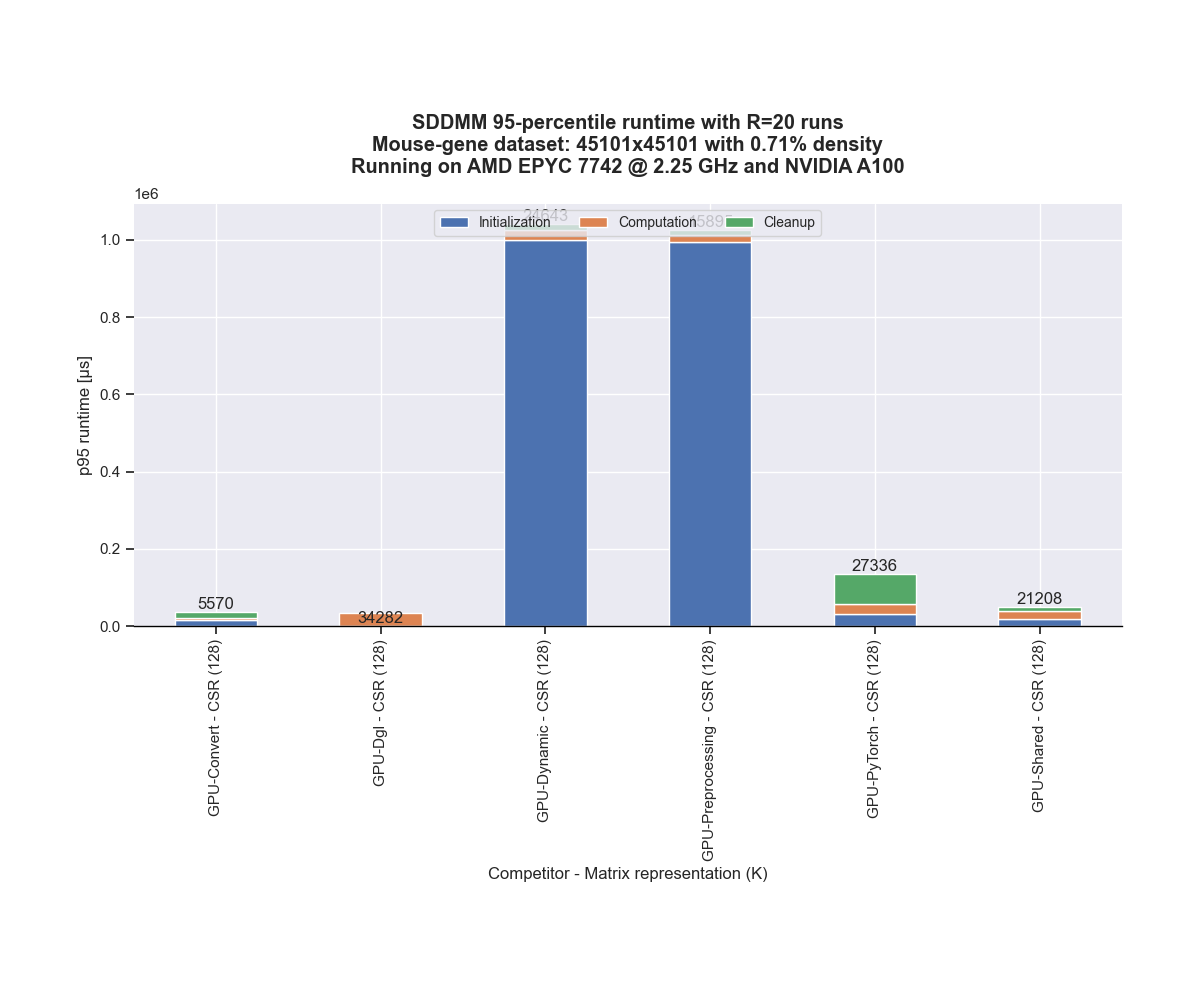 SDDMM 95-percentile runtime with R=20 runs
Mouse-gene dataset: 45101x45101 with 0.71% density
Running on AMD EPYC 7742 @ 2.25 GHz and NVIDIA A100
1e6
Initialization
Computation
Cleanup
24643
1.0
0.8
0.6
0.4
0.2
0.0
p95 runtime [µs]
5570
34282
27336
21208
GPU-Convert - CSR (128)
GPU-Dgl - CSR (128)
GPU-Dynamic - CSR (128)
GPU-Preprocessing - CSR (128)
GPU-PyTorch - CSR (128)
GPU-Shared - CSR (128)
Competitor - Matrix representation (K)